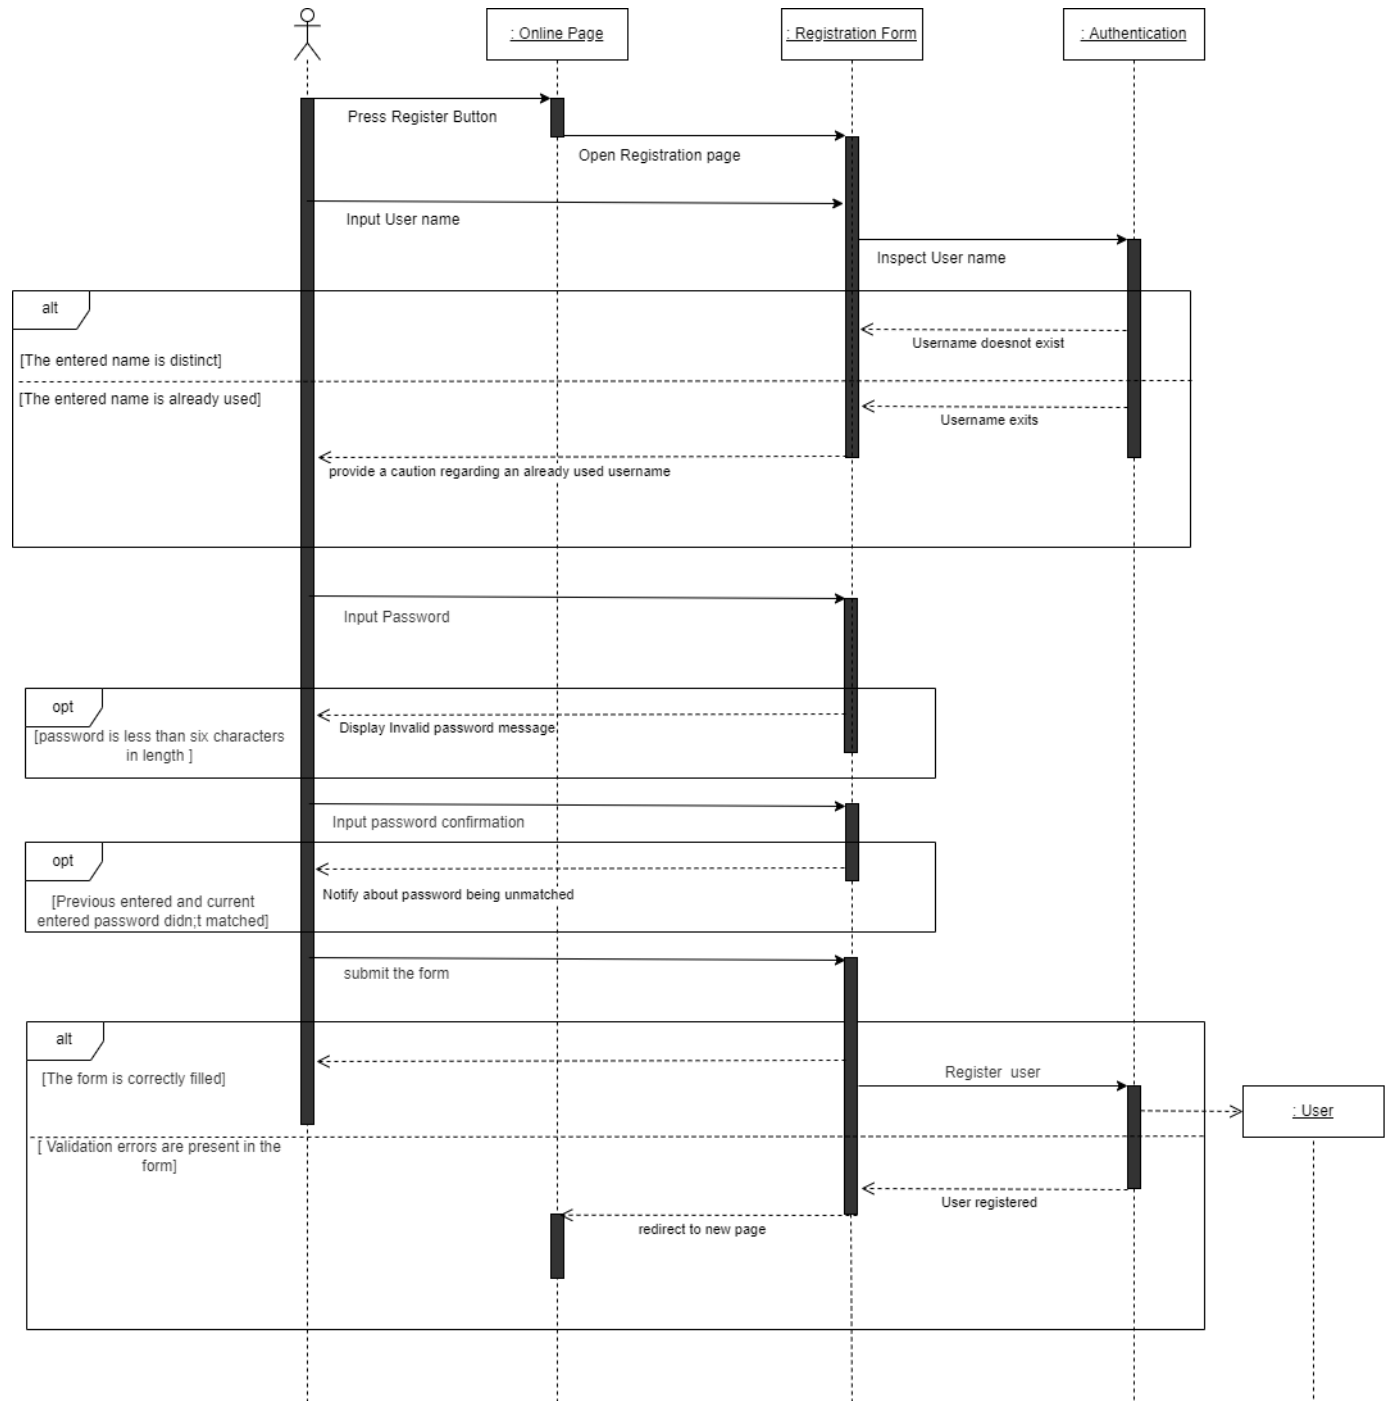 : Online Page
: Registration Form
: Authentication
Press Register Button
Open Registration page
Input User name
Inspect User name
alt
Username doesnot exist
[The entered name is distinct]
[The entered name is already used]
Username exits
provide a caution regarding an already used username
Input Password
opt
Display Invalid password message
[password is less than six characters
in length ]
Input password confirmation
opt
Notify about password being unmatched
[Previous entered and current
entered password didn;t matched]
submit the form
alt
Register  user
[The form is correctly filled]
: User
[ Validation errors are present in the
form]
User registered
redirect to new page